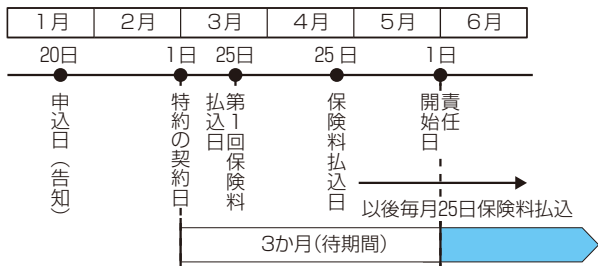 1月 2月 3月 4月 5月 6月
20日 1日 25日 25日 1日
申込日（告知）
特約の契約日
第1回保険料
払込日
保険料払込日
責任
開始日
以後毎月25日保険料払込
3か月（待期間）